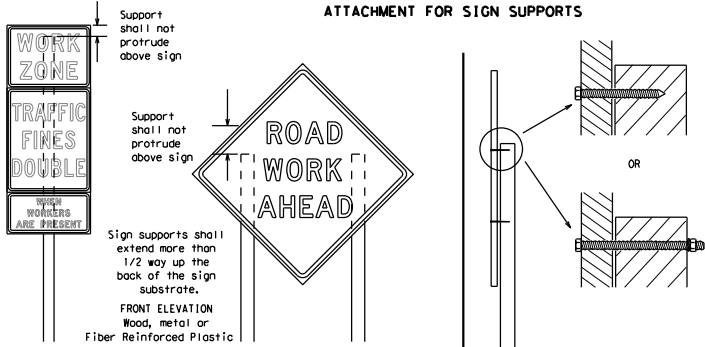 ATTACHMENT FOR SIGN SUPPORTS
Support
shall not
protrude
above sign
WORK
ZONE
TRAFFIC
FINES
DOUBLE
WHEN
WORKERS
ARE PRESENT
Support
shall not
protrude
above sign
ROAD
WORK
AHEAD
Sign supports shall
extend more than
1/2 way up the
back of the sign
substrate.
FRONT ELEVATION
Wood, metal or
Fiber Reinforced Plastic
OR